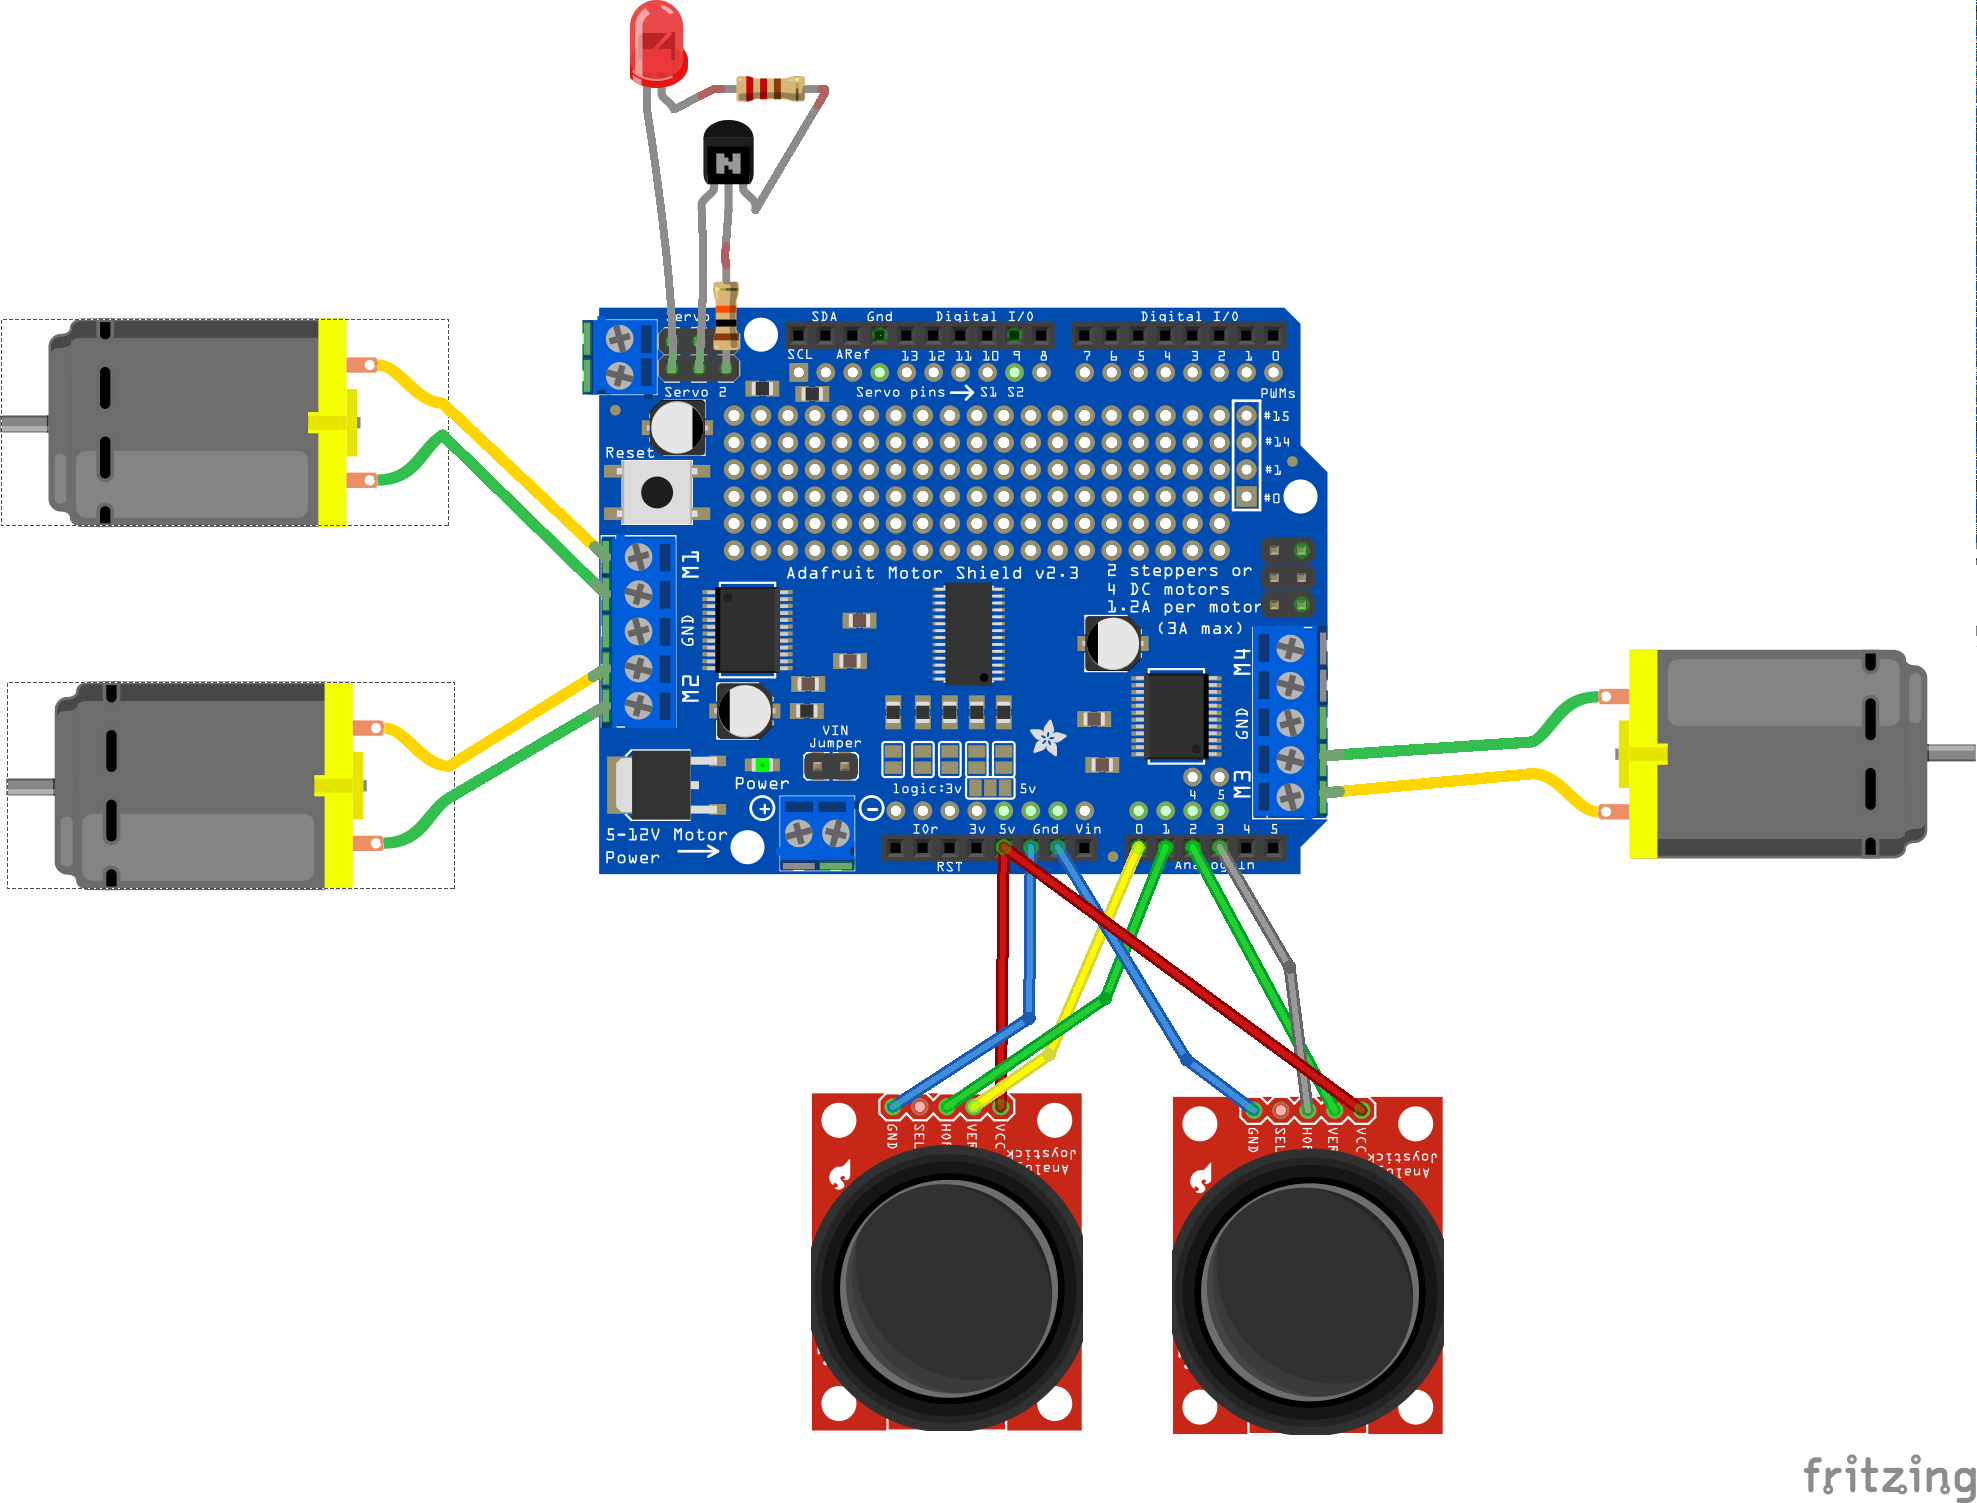 N
Servo
SDA Gnd Digital I/O Digital I/O
SCL ARef 13 12 11 10 9 8 7 6 5 4 3 2 1 0
Servo 2 Servo pins S1 S2 PWMs
#15
#14
Reset
#1
#0
M1
GND
M2
Adafruit Motor Shield v2.3
2 steppers or
4 DC motors
1.2A per motor
(3A max)
M4
GND
M3
VIN
Jumper
Power
logic:3v 5v
4 5
+ -
5-12V Motor
Power
IOr 3v 5v Gnd Vin 0 1 2 3 4 5
RST Analog In
GND SEL HOR VER VCC
Joystick
GND SEL HOR VER VCC
Joystick
fritzing